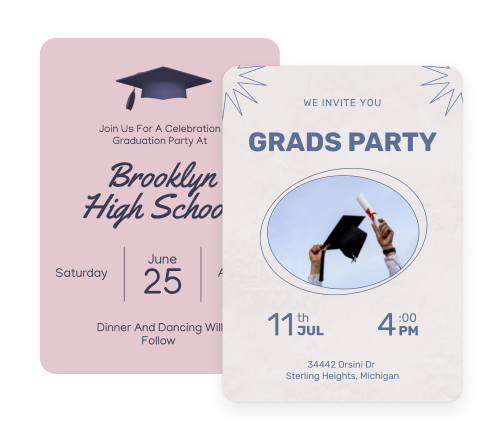 Join Us For A Celebration
Graduation Party At
Brooklyn
High
Saturday
June
25
Dinner And Dancing Will
Follow
WE INVITE YOU
GRADS PARTY
11th JUL
4:00 PM
34442 Orsini Dr
Sterling Heights, Michigan